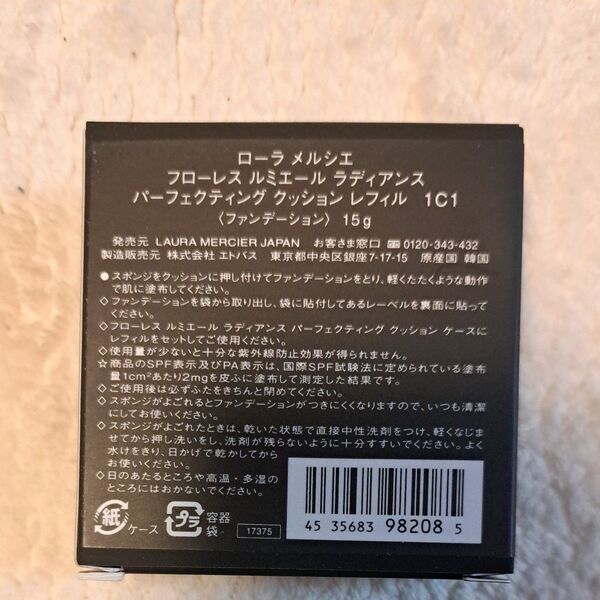 ローラ メルシエ
フローレス ルミエール ラディアンス
パーフェクティング クッション レフィル 1C1
〈ファンデーション〉 15g
発売元 LAURA MERCIER JAPAN お客さま窓口 0120-343-432
製造販売元 株式会社 エトバス 東京都中央区銀座7-17-15 原産国 韓国
●スポンジをクッションに押し付けてファンデーションをとり、軽くたたくような動作
で肌に塗布してください。
◇ファンデーションを袋から取り出し、袋に貼付してあるレーベルを裏面に貼って
ください。
◇フローレス ルミエール ラディアンス パーフェクティング クッション ケースに
レフィルをセットしてご使用ください。
◇使用量が少ないと十分な紫外線防止効果が得られません。
☆商品のSPF表示及びPA表示は、国際SPF試験法に定められている塗布
量1cm²あたり2mgを皮ふに塗布して測定した結果です。
◇ご使用後は必ずふたをきちんと閉めてください。
◇スポンジがよごれるとファンデーションがつきにくくなりますので、いつも清潔
にしてお使いください。
◇スポンジがよごれたときは、乾いた状態で直接中性洗剤をつけ、軽くなじま
せてから押し洗いをし、洗剤が残らないように十分すすいでください。よく
水けをきり、日かげで乾かしてから
お使いください。
◇日のあたるところや高温・多湿の
ところにはおかないでください。
紙 ケース プラ 容器 袋 17375
4 535683 982085